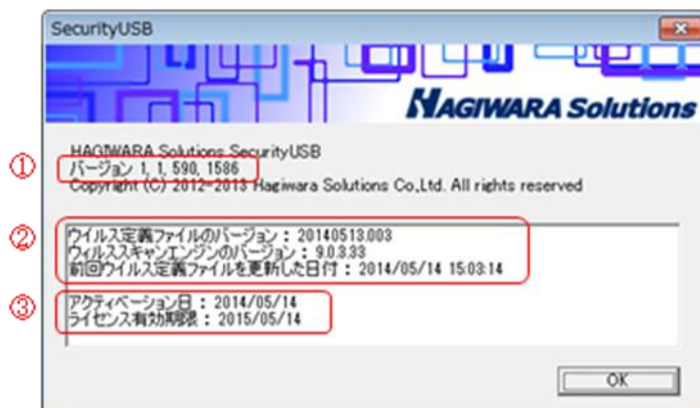 SecurityUSB
HAGIWARA Solutions
HAGIWARA Solutions SecurityUSB
① バージョン 1, 1, 590, 1586
Copyright (C) 2012-2013 Hagiwara Solutions Co,.Ltd. All rights reserved
② ウイルス定義ファイルのバージョン : 20140513.003
ウィルススキャンエンジンのバージョン : 9.0.3.33
前回ウイルス定義ファイルを更新した日付 : 2014/05/14 15:03:14
③ アクティベーション日 : 2014/05/14
ライセンス有効期限 : 2015/05/14
OK